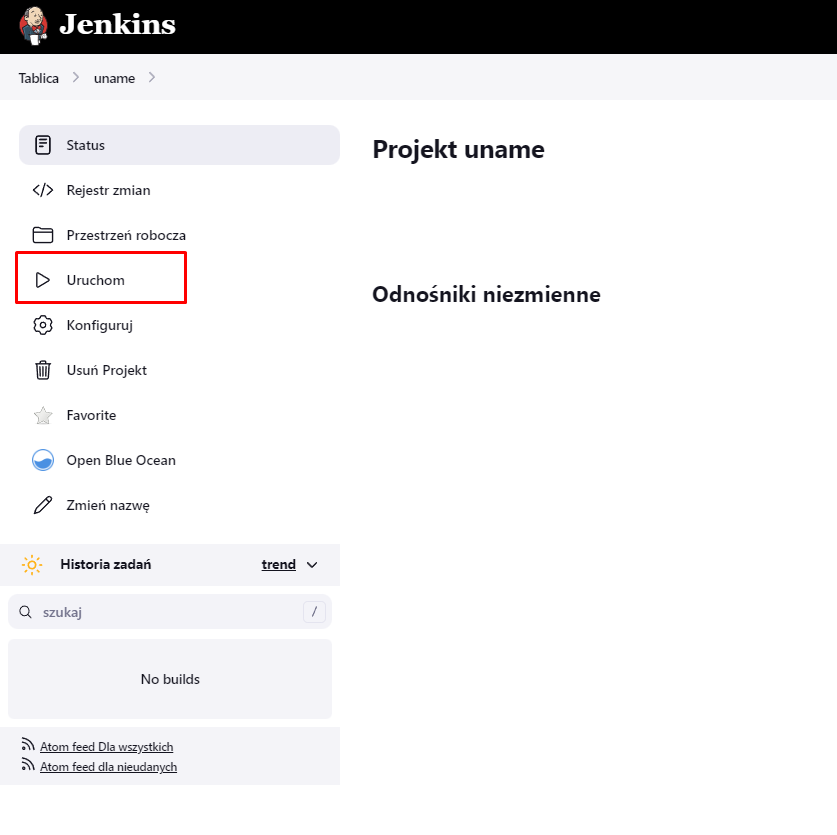 Jenkins
Tablica > uname >
Status
Rejestr zmian
Przestrzeń robocza
Uruchom
Konfiguruj
Usuń Projekt
Favorite
Open Blue Ocean
Zmień nazwę
Historia zadań trend
szukaj /
No builds
Atom feed Dla wszystkich
Atom feed dla nieudanych
Projekt uname
Odnośniki niezmienne